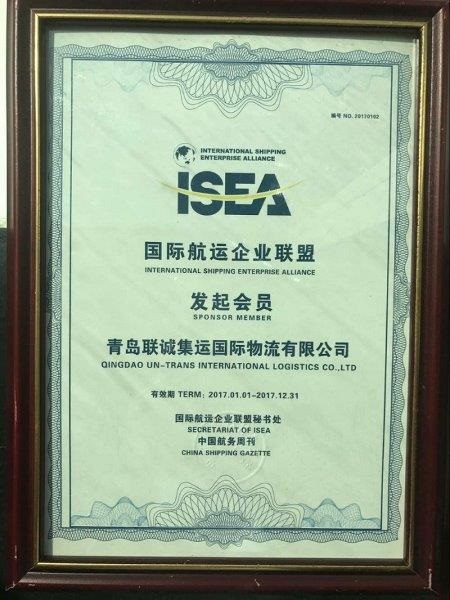 编号 NO. 20170102
INTERNATIONAL SHIPPING
ENTERPRISE ALLIANCE
ISEA
国际航运企业联盟
INTERNATIONAL SHIPPING ENTERPRISE ALLIANCE
发起会员
SPONSOR MEMBER
青岛联诚集运国际物流有限公司
QINGDAO UN-TRANS INTERNATIONAL LOGISTICS CO.,LTD
有效期 TERM: 2017.01.01-2017.12.31
国际航运企业联盟秘书处
SECRETARIAT OF ISEA
中国航务周刊
CHINA SHIPPING GAZETTE